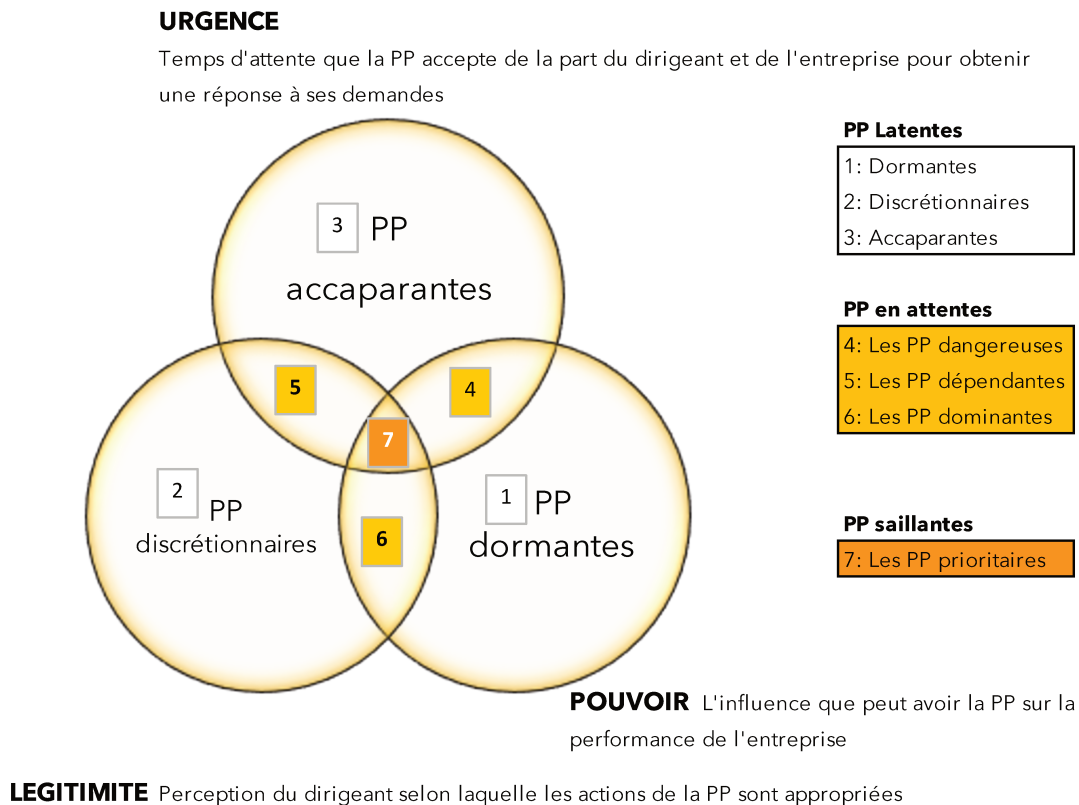 URGENCE
Temps d'attente que la PP accepte de la part du dirigeant et de l'entreprise pour obtenir
une réponse à ses demandes
3 PP
accaparantes
5
4
7
2 PP
discrétionnaires
6
1 PP
dormantes
PP Latentes
1: Dormantes
2: Discrétionnaires
3: Accaparantes
PP en attentes
4: Les PP dangereuses
5: Les PP dépendantes
6: Les PP dominantes
PP saillantes
7: Les PP prioritaires
POUVOIR L'influence que peut avoir la PP sur la
performance de l'entreprise
LEGITIMITE Perception du dirigeant selon laquelle les actions de la PP sont appropriées